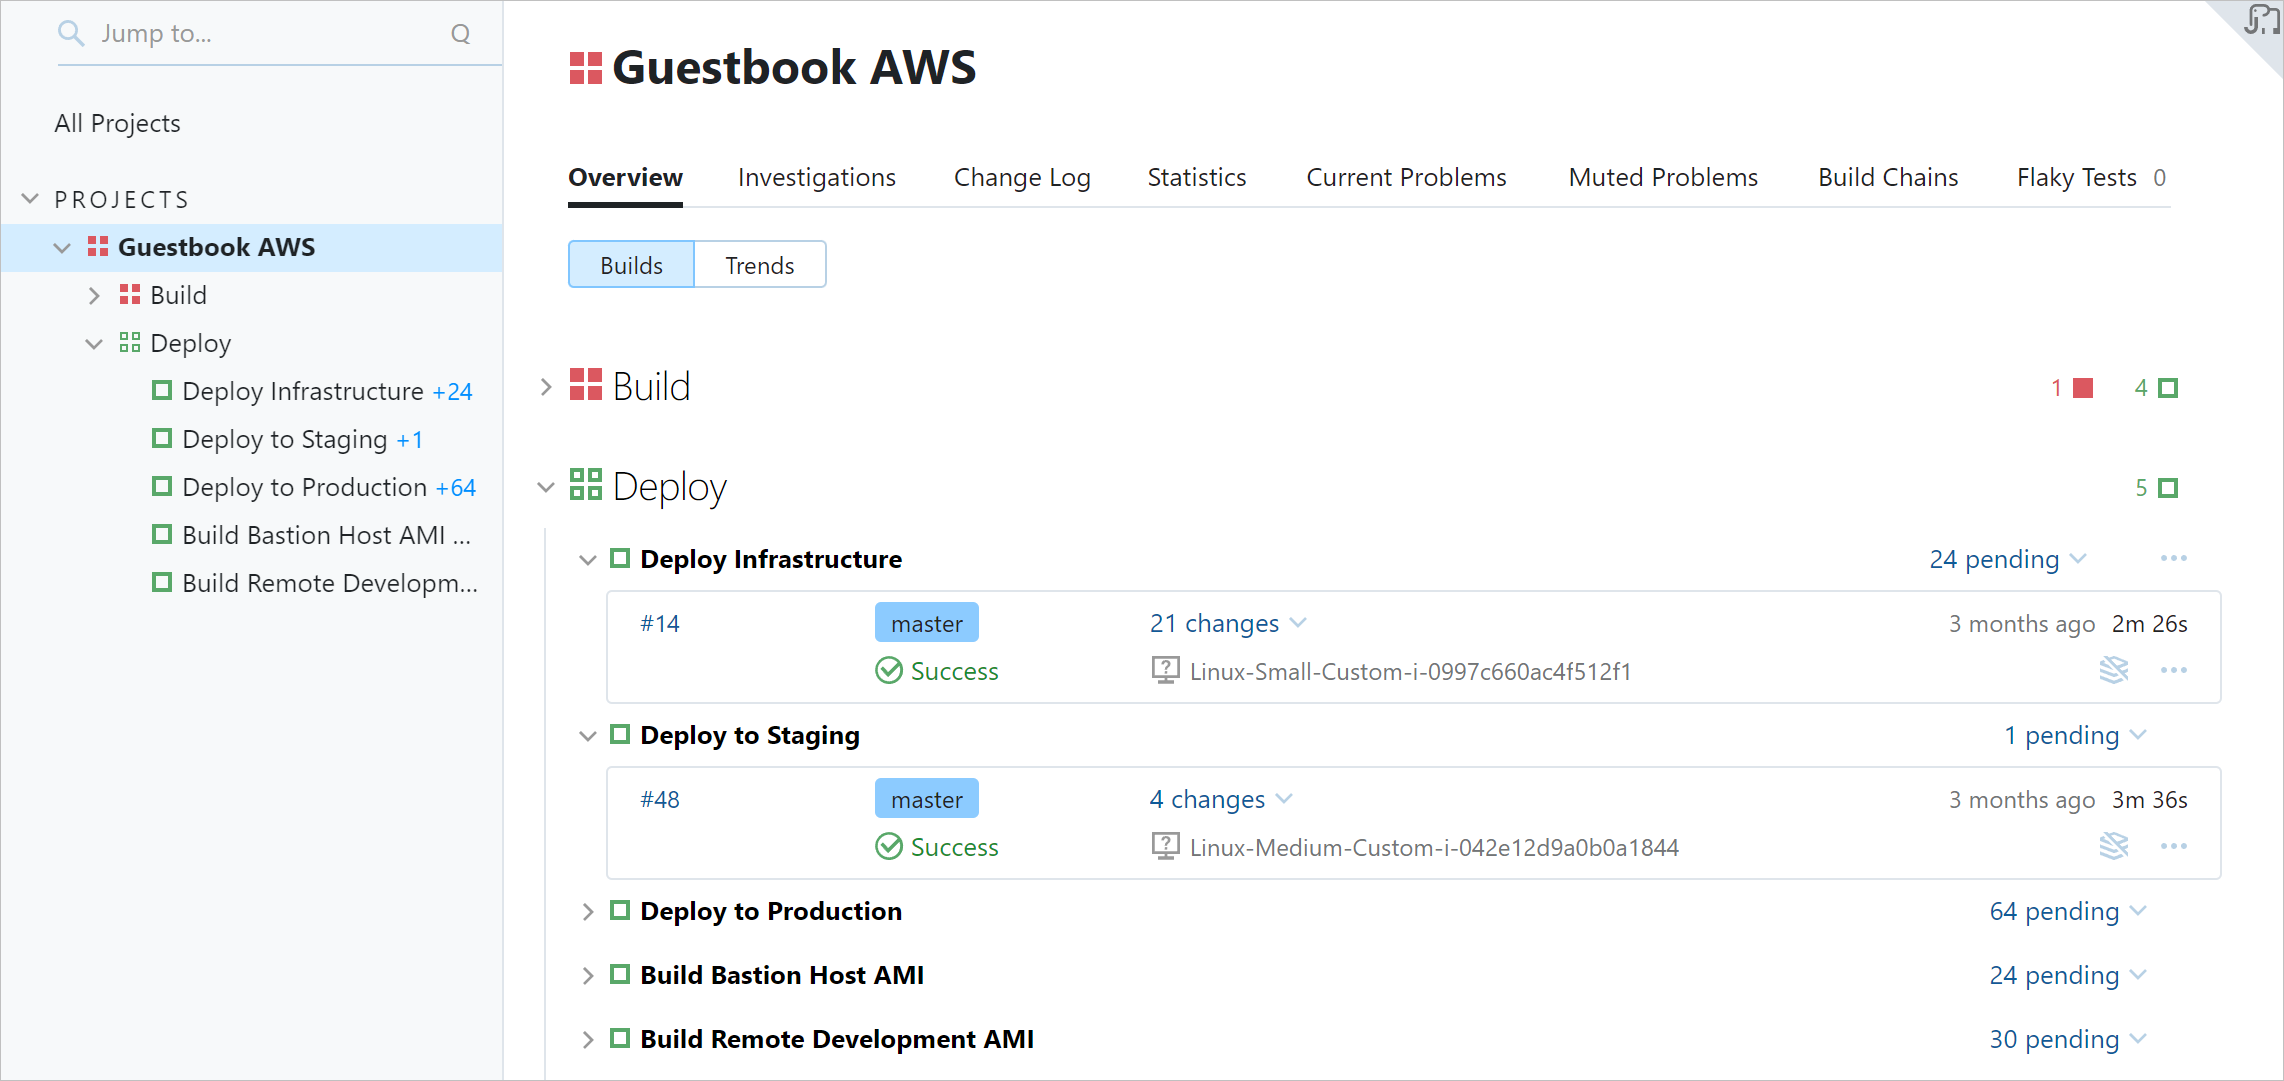 Jump to...
Q
All Projects
PROJECTS
Guestbook AWS
Build
Deploy
Deploy Infrastructure +24
Deploy to Staging +1
Deploy to Production +64
Build Bastion Host AMI ...
Build Remote Developm...
Guestbook AWS
Overview Investigations Change Log Statistics Current Problems Muted Problems Build Chains Flaky Tests 0
Builds Trends
Build 1 4
Deploy 5
Deploy Infrastructure 24 pending
#14 master 21 changes 3 months ago 2m 26s
Success Linux-Small-Custom-i-0997c660ac4f512f1
Deploy to Staging 1 pending
#48 master 4 changes 3 months ago 3m 36s
Success Linux-Medium-Custom-i-042e12d9a0b0a1844
Deploy to Production 64 pending
Build Bastion Host AMI 24 pending
Build Remote Development AMI 30 pending